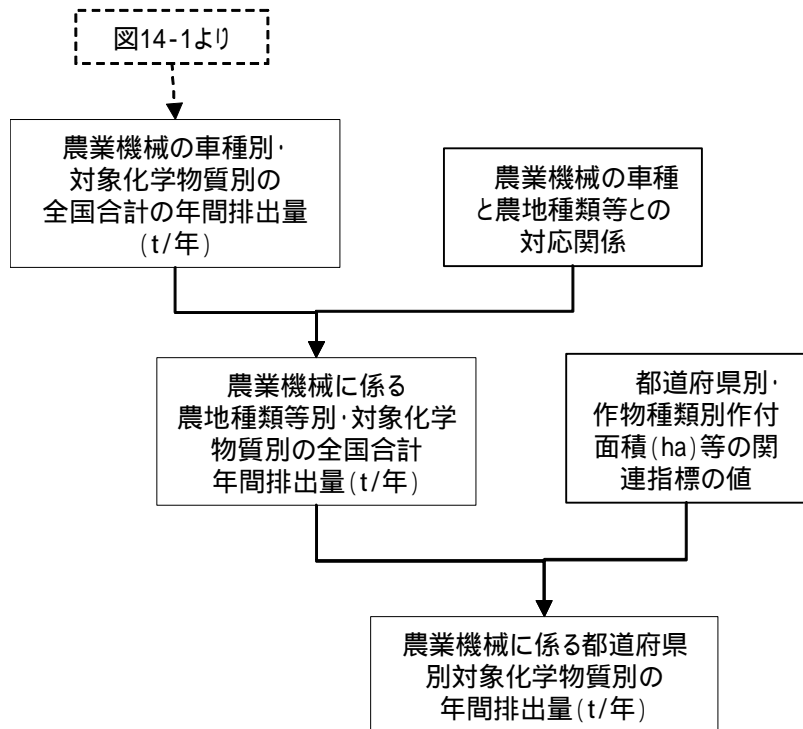 図14-1より
農業機械の車種別・
対象化学物質別の
全国合計の年間排出量
(t/年)
農業機械の車種
と農地種類等との
対応関係
農業機械に係る
農地種類等別・対象化学
物質別の全国合計
年間排出量(t/年)
都道府県別・
作物種類別作付
面積(ha)等の関
連指標の値
農業機械に係る都道府県
別対象化学物質別の
年間排出量(t/年)